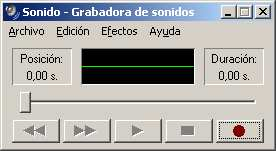 Sonido - Grabadora de sonidos
Archivo Edición Efectos Ayuda
Posición: Duración:
0,00 s. 0,00 s.